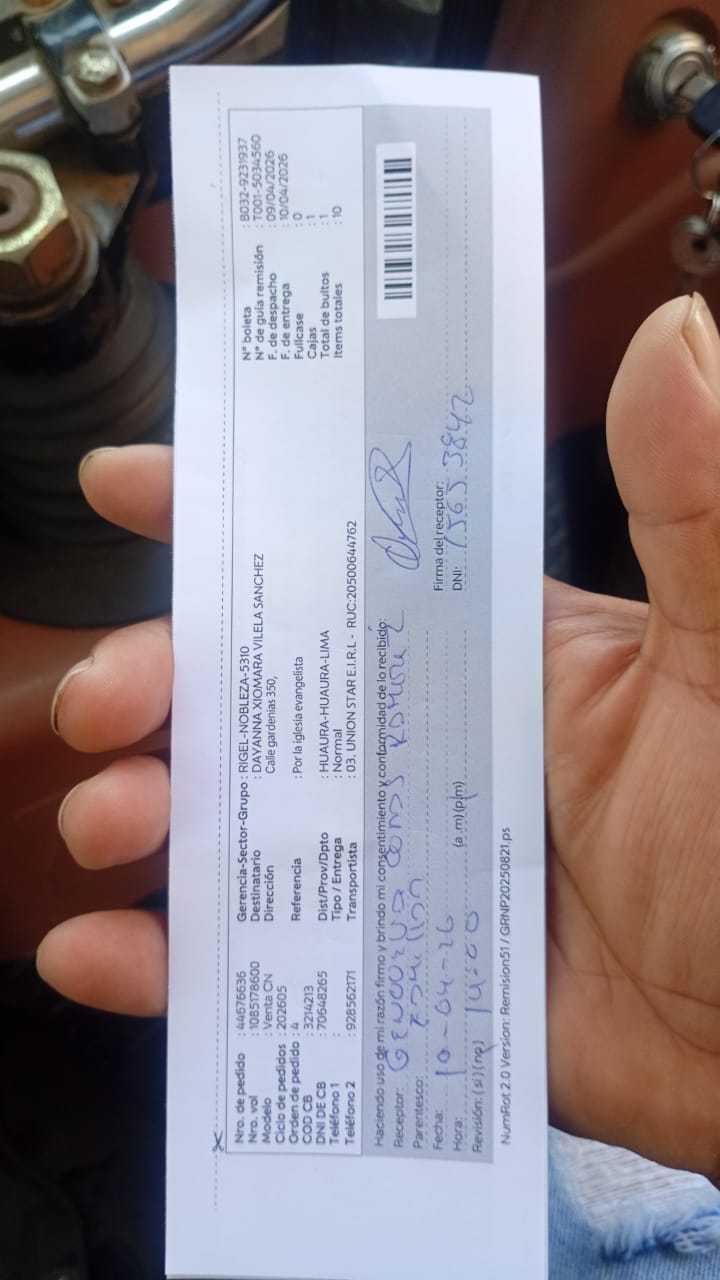 Nro. de pedido : 44676636
Nro. vol : 1085178600
Modelo : Venta CN
Ciclo de pedidos : 202605
Orden de pedido : 4
COD CB : 3214213
DNI DE CB : 70648265
Teléfono 1 :
Teléfono 2 : 928562171
Gerencia-Sector-Grupo : RIGEL-NOBLEZA-5310
Destinatario : DAYANNA XIOMARA VILELA SANCHEZ
Dirección : Calle gardenias 350,
Referencia : Por la iglesia evangelista
Dist/Prov/Dpto : HUAURA-HUAURA-LIMA
Tipo / Entrega : Normal
Transportista : 03. UNION STAR E.I.R.L - RUC:20500644762
N° boleta : B032-9231937
N° de guía remisión : T001-5034560
F. de despacho : 09/04/2026
F. de entrega : 10/04/2026
Fullcase : 0
Cajas : 1
Total de bultos : 1
Items totales : 10
Haciendo uso de mi razón firmo y brindo mi consentimiento y conformidad de lo recibido:
Receptor:
Parentesco:
Fecha: 10-04-26
Hora: (a.m)(p.m)
Revisión: (si)(no) 14:00
Firma del receptor:
DNI:
NumRot 2.0 Version: Remision51 / GRNP20250821.ps